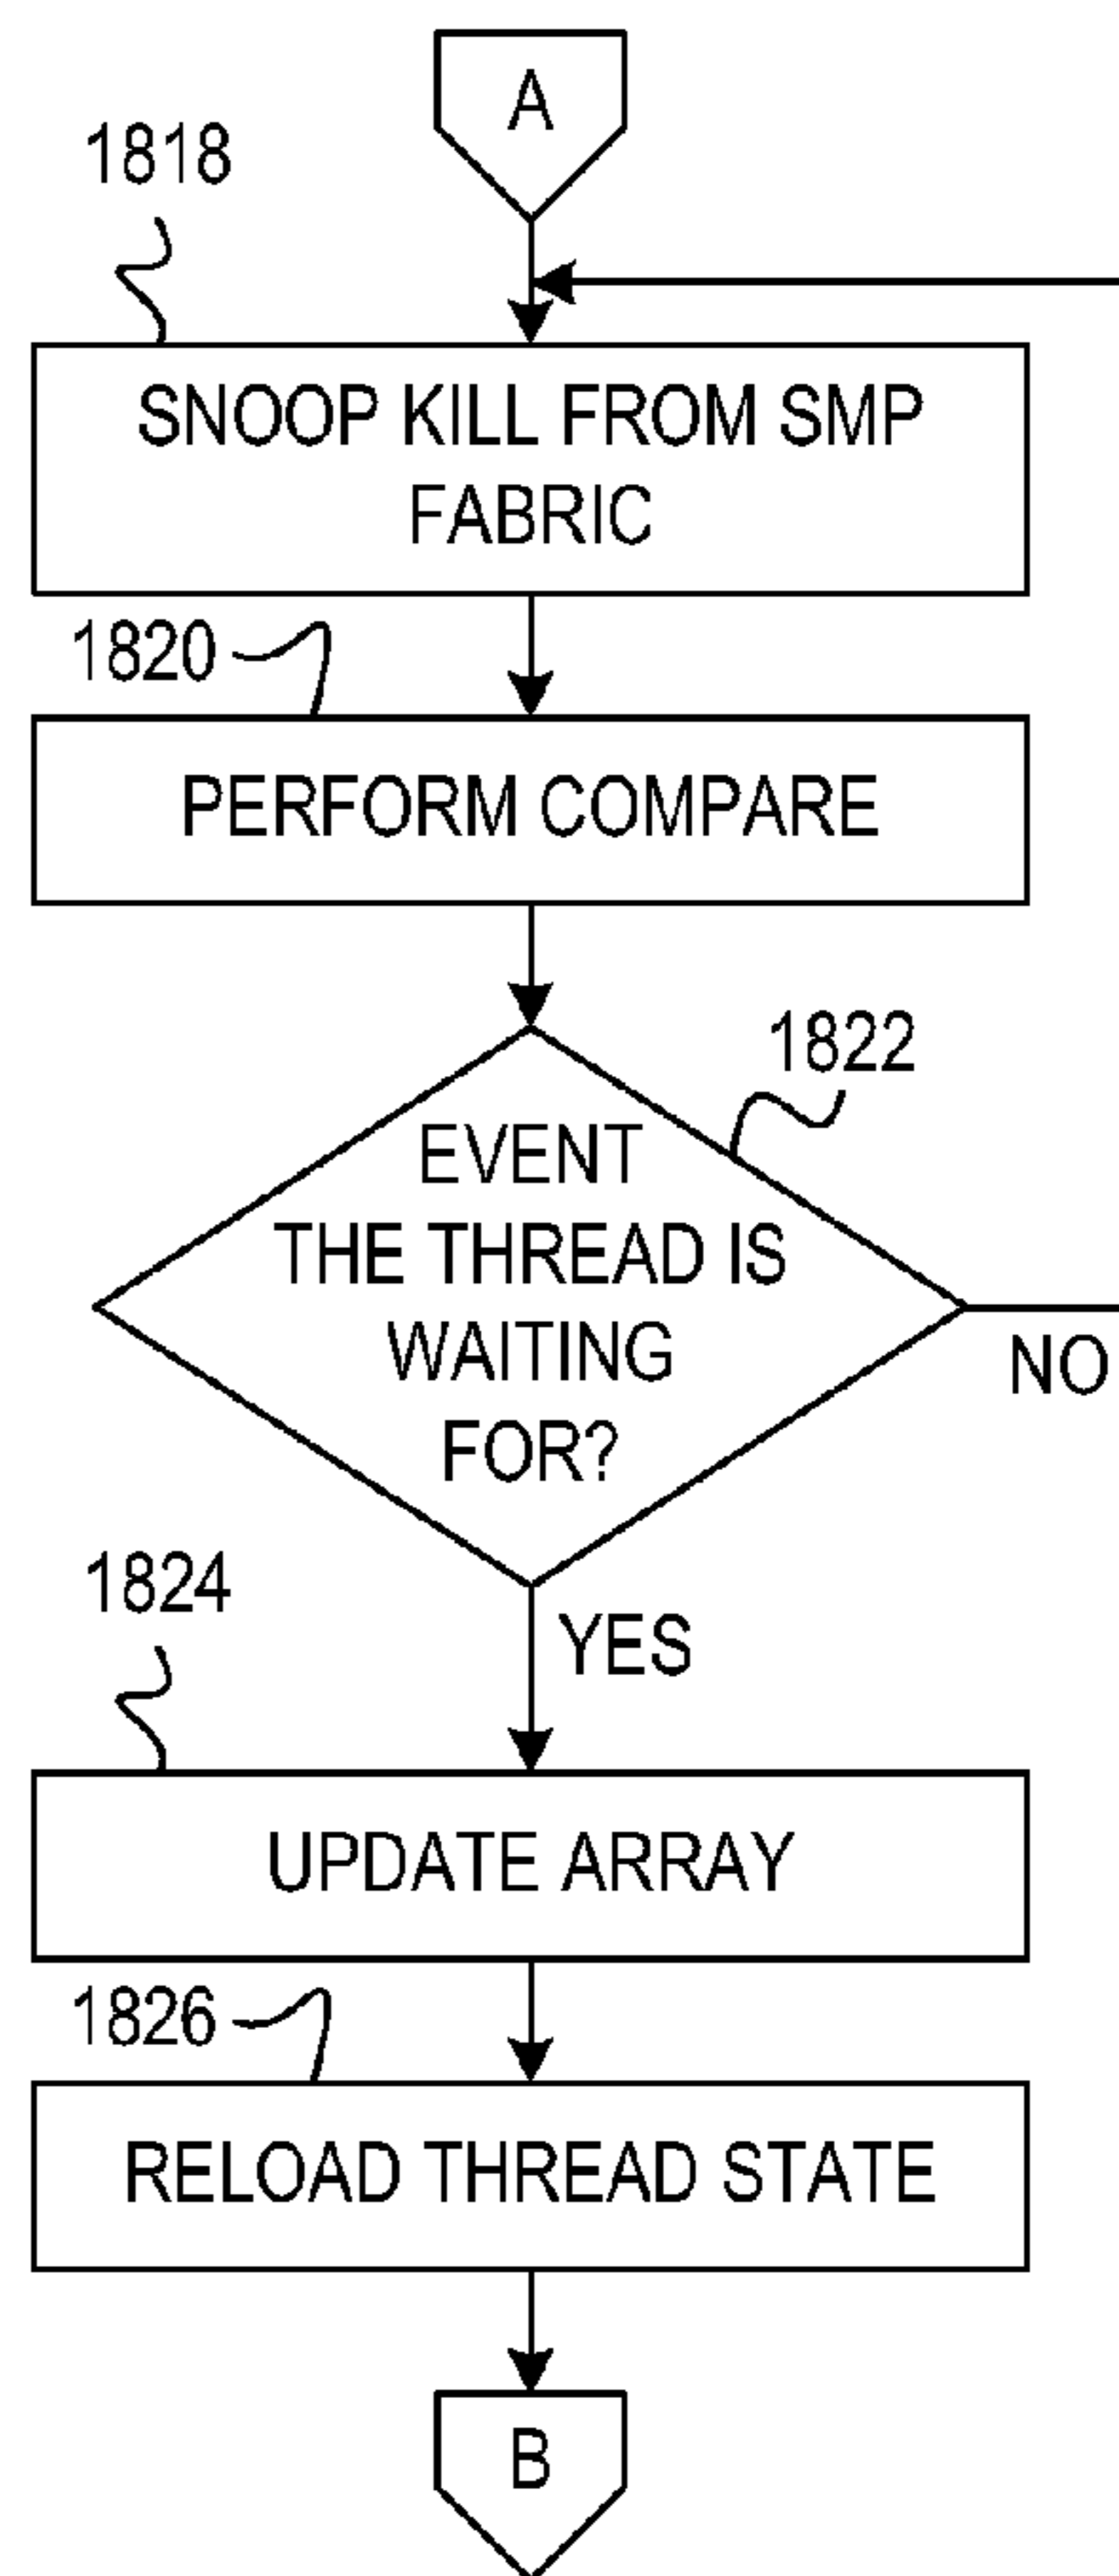 A
1818
SNOOP KILL FROM SMP
FABRIC
1820
PERFORM COMPARE
1822
EVENT
THE THREAD IS
WAITING
FOR?
NO
1824
YES
UPDATE ARRAY
1826
RELOAD THREAD STATE
B